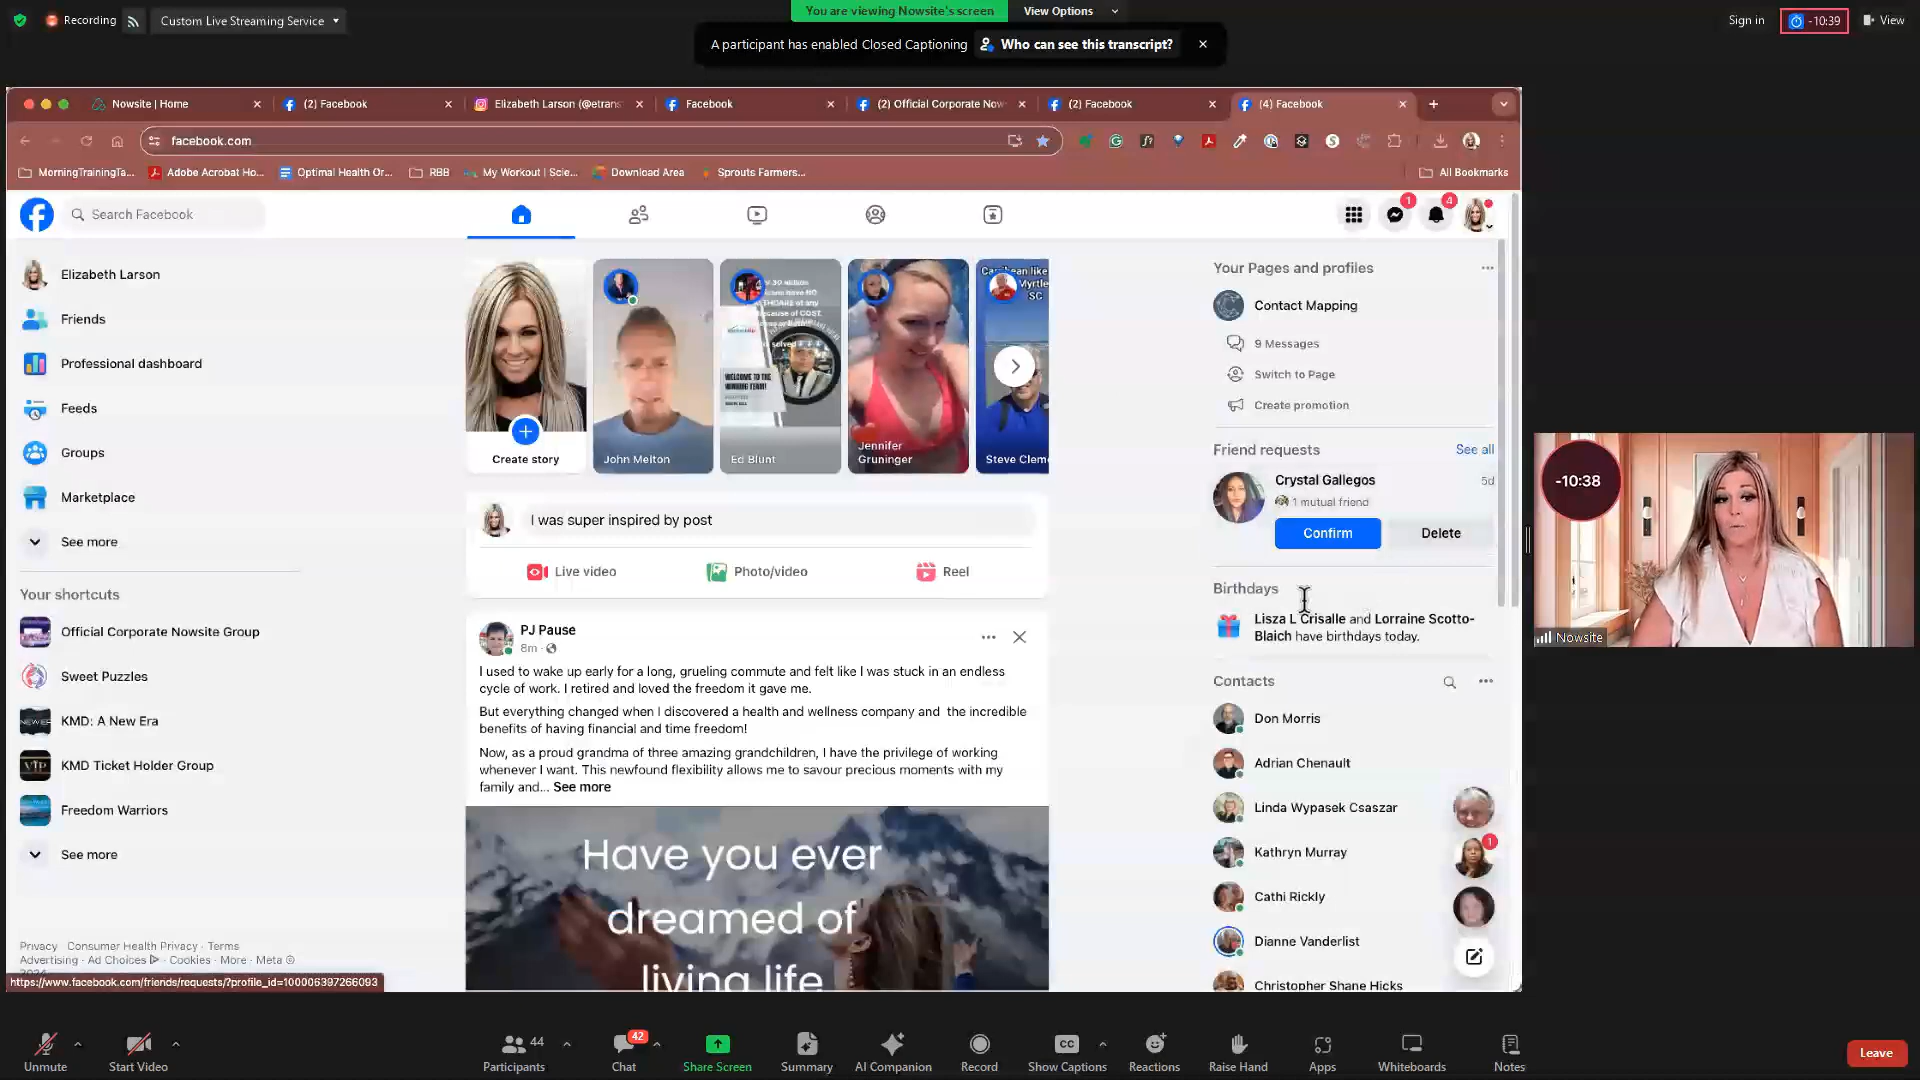 Recording
Custom Live Streaming Service
You are viewing Nowsite's screen
View Options
Sign in
-10:39
View
A participant has enabled Closed Captioning
Who can see this transcript?
Nowsite | Home
(2) Facebook
Elizabeth Larson (@etrans
Facebook
(2) Official Corporate Now
(2) Facebook
(4) Facebook
facebook.com
MorningTrainingTa...
Adobe Acrobat Ho...
Optimal Health Or...
RBB
My Workout | Scie...
Download Area
Sprouts Farmers...
All Bookmarks
Search Facebook
1
4
Elizabeth Larson
Friends
Professional dashboard
Feeds
Groups
Marketplace
See more
Your shortcuts
Official Corporate Nowsite Group
Sweet Puzzles
KMD: A New Era
KMD Ticket Holder Group
Freedom Warriors
See more
Privacy · Consumer Health Privacy · Terms
Advertising · Ad Choices · Cookies · More · Meta ©
https://www.facebook.com/friends/requests/?profile_id=100006397266093
Create story
John Melton
WELCOME TO THE
WINNING TEAM!
Ed Blunt
Jennifer
Gruninger
SC
Steve Clem
I was super inspired by post
Live video
Photo/video
Reel
PJ Pause
8m ·
I used to wake up early for a long, grueling commute and felt like I was stuck in an endless
cycle of work. I retired and loved the freedom it gave me.
But everything changed when I discovered a health and wellness company and the incredible
benefits of having financial and time freedom!
Now, as a proud grandma of three amazing grandchildren, I have the privilege of working
whenever I want. This newfound flexibility allows me to savour precious moments with my
family and... See more
Have you ever
dreamed of
living life
Your Pages and profiles
Contact Mapping
9 Messages
Switch to Page
Create promotion
Friend requests
See all
Crystal Gallegos
5d
1 mutual friend
Confirm
Delete
Birthdays
Lisza L Crisalle and Lorraine Scotto-
Blaich have birthdays today.
Contacts
Don Morris
Adrian Chenault
Linda Wypasek Csaszar
Kathryn Murray
1
Cathi Rickly
Dianne Vanderlist
Christopher Shane Hicks
-10:38
Nowsite
Unmute
Start Video
44
Participants
42
Chat
Share Screen
Summary
AI Companion
Record
CC
Show Captions
Reactions
Raise Hand
Apps
Whiteboards
Notes
Leave